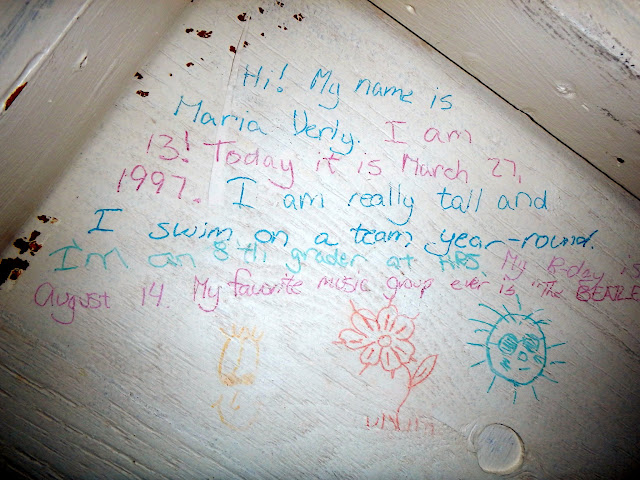 Hi! My name is
Maria Verly. I am
13! Today it is March 27,
1997. I am really tall and
I swim on a team year-round.
I'm an 8th grader at HRS. My B-day is
August 14. My favorite music group ever is "The BEATLE